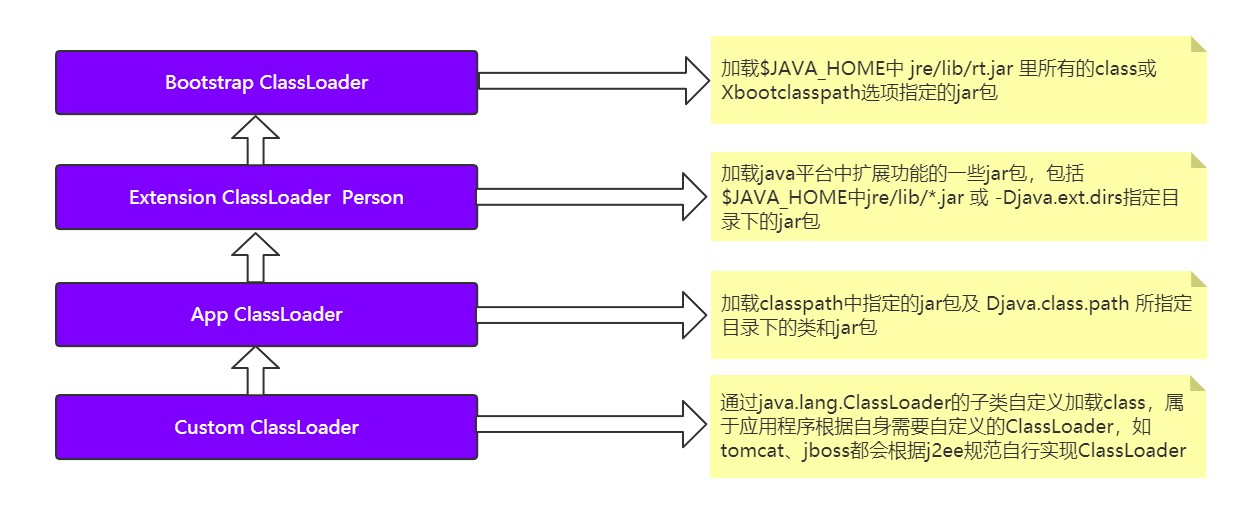 Bootstrap ClassLoader
加载$JAVA_HOME中 jre/lib/rt.jar 里所有的class或
Xbootclasspath选项指定的jar包
Extension ClassLoader  Person
加载java平台中扩展功能的一些jar包，包括
$JAVA_HOME中jre/lib/*.jar 或 -Djava.ext.dirs指定目
录下的jar包
App ClassLoader
加载classpath中指定的jar包及 Djava.class.path 所指定
目录下的类和jar包
Custom ClassLoader
通过java.lang.ClassLoader的子类自定义加载class，属
于应用程序根据自身需要自定义的ClassLoader，如
tomcat、jboss都会根据j2ee规范自行实现ClassLoader